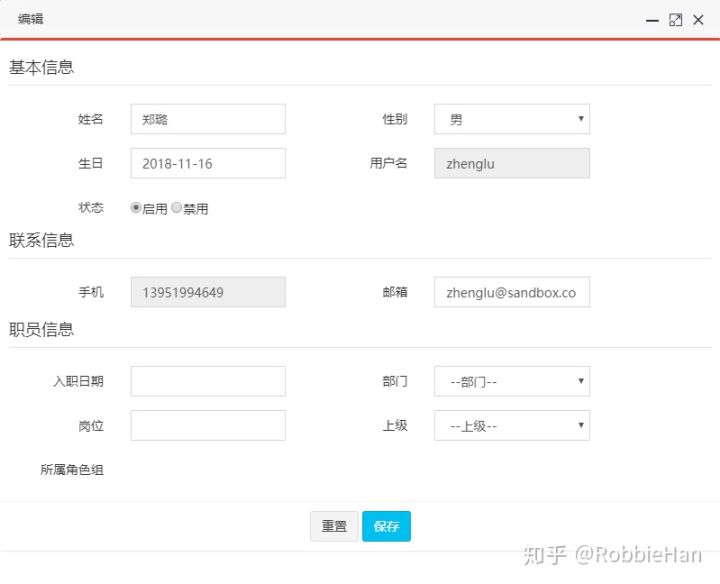 编辑
基本信息
姓名 郑璐 性别 男
生日 2018-11-16 用户名 zhenglu
状态 启用 禁用
联系信息
手机 13951994649 邮箱 zhenglu@sandbox.co
职员信息
入职日期 部门 --部门--
岗位 上级 --上级--
所属角色组
重置 保存
知乎 @RobbieHan